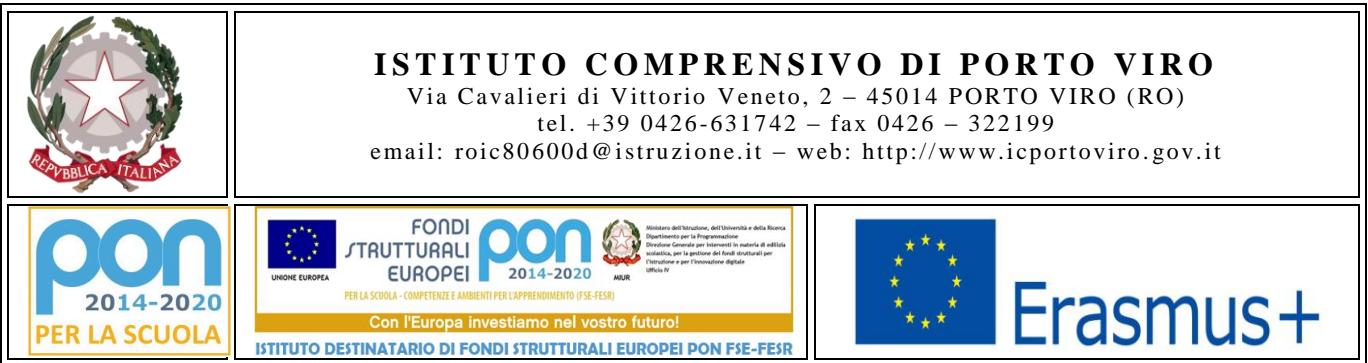 ISTITUTO COMPRENSIVO DI PORTO VIRO
Via Cavalieri di Vittorio Veneto, 2 – 45014 PORTO VIRO (RO)
tel. +39 0426-631742 – fax 0426 – 322199
email: roic80600d@istruzione.it – web: http://www.icportoviro.gov.it
REPVBBLICA ITALIANA
pon
2014-2020
PER LA SCUOLA
UNIONE EUROPEA
FONDI
STRUTTURALI
EUROPEI
pon
2014-2020
MIUR
Ministero dell'Istruzione, dell'Università e della Ricerca
Dipartimento per la Programmazione
Direzione Generale per interventi in materia di edilizia
scolastica, per la gestione dei fondi strutturali per
l'istruzione e per l'innovazione digitale
Ufficio IV
PER LA SCUOLA - COMPETENZE E AMBIENTI PER L'APPRENDIMENTO (FSE-FESR)
Con l'Europa investiamo nel vostro futuro!
ISTITUTO DESTINATARIO DI FONDI STRUTTURALI EUROPEI PON FSE-FESR
Erasmus+